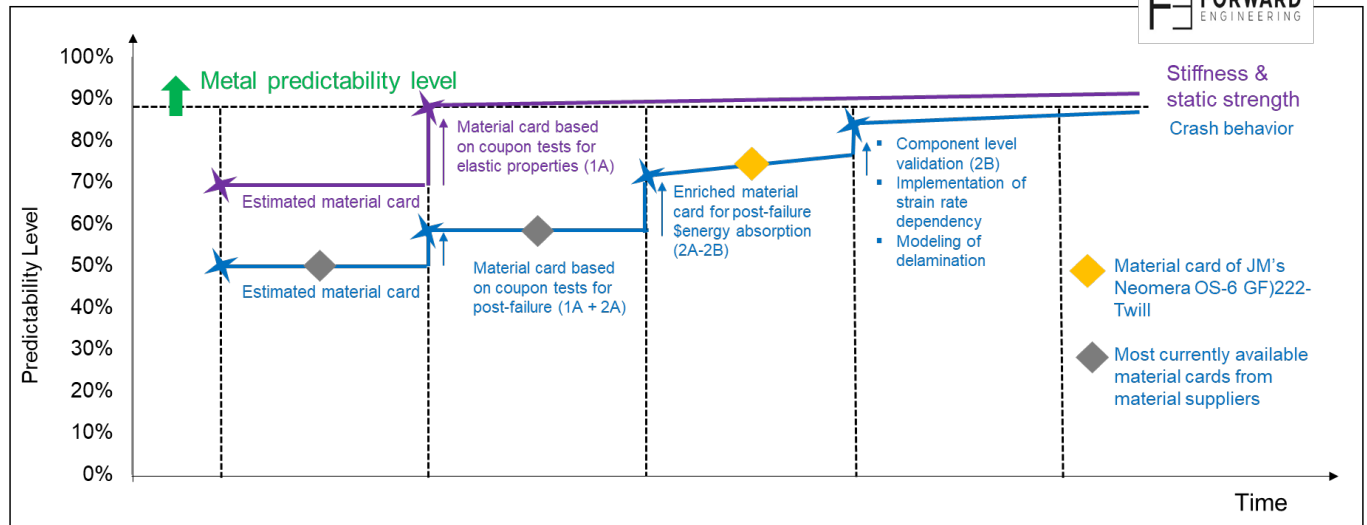 FORWARD
ENGINEERING
100%
90%
80%
70%
60%
50%
40%
30%
20%
10%
0%
Predictability Level
Metal predictability level
Stiffness &
static strength
Crash behavior
Material card based
on coupon tests for
elastic properties (1A)
Estimated material card
Estimated material card
Material card based
on coupon tests for
post-failure (1A + 2A)
Enriched material
card for post-failure
$energy absorption
(2A-2B)
▪ Component level
validation (2B)
▪ Implementation of
strain rate
dependency
▪ Modeling of
delamination
Material card of JM's
Neomera OS-6 GF)222-
Twill
Most currently available
material cards from
material suppliers
Time